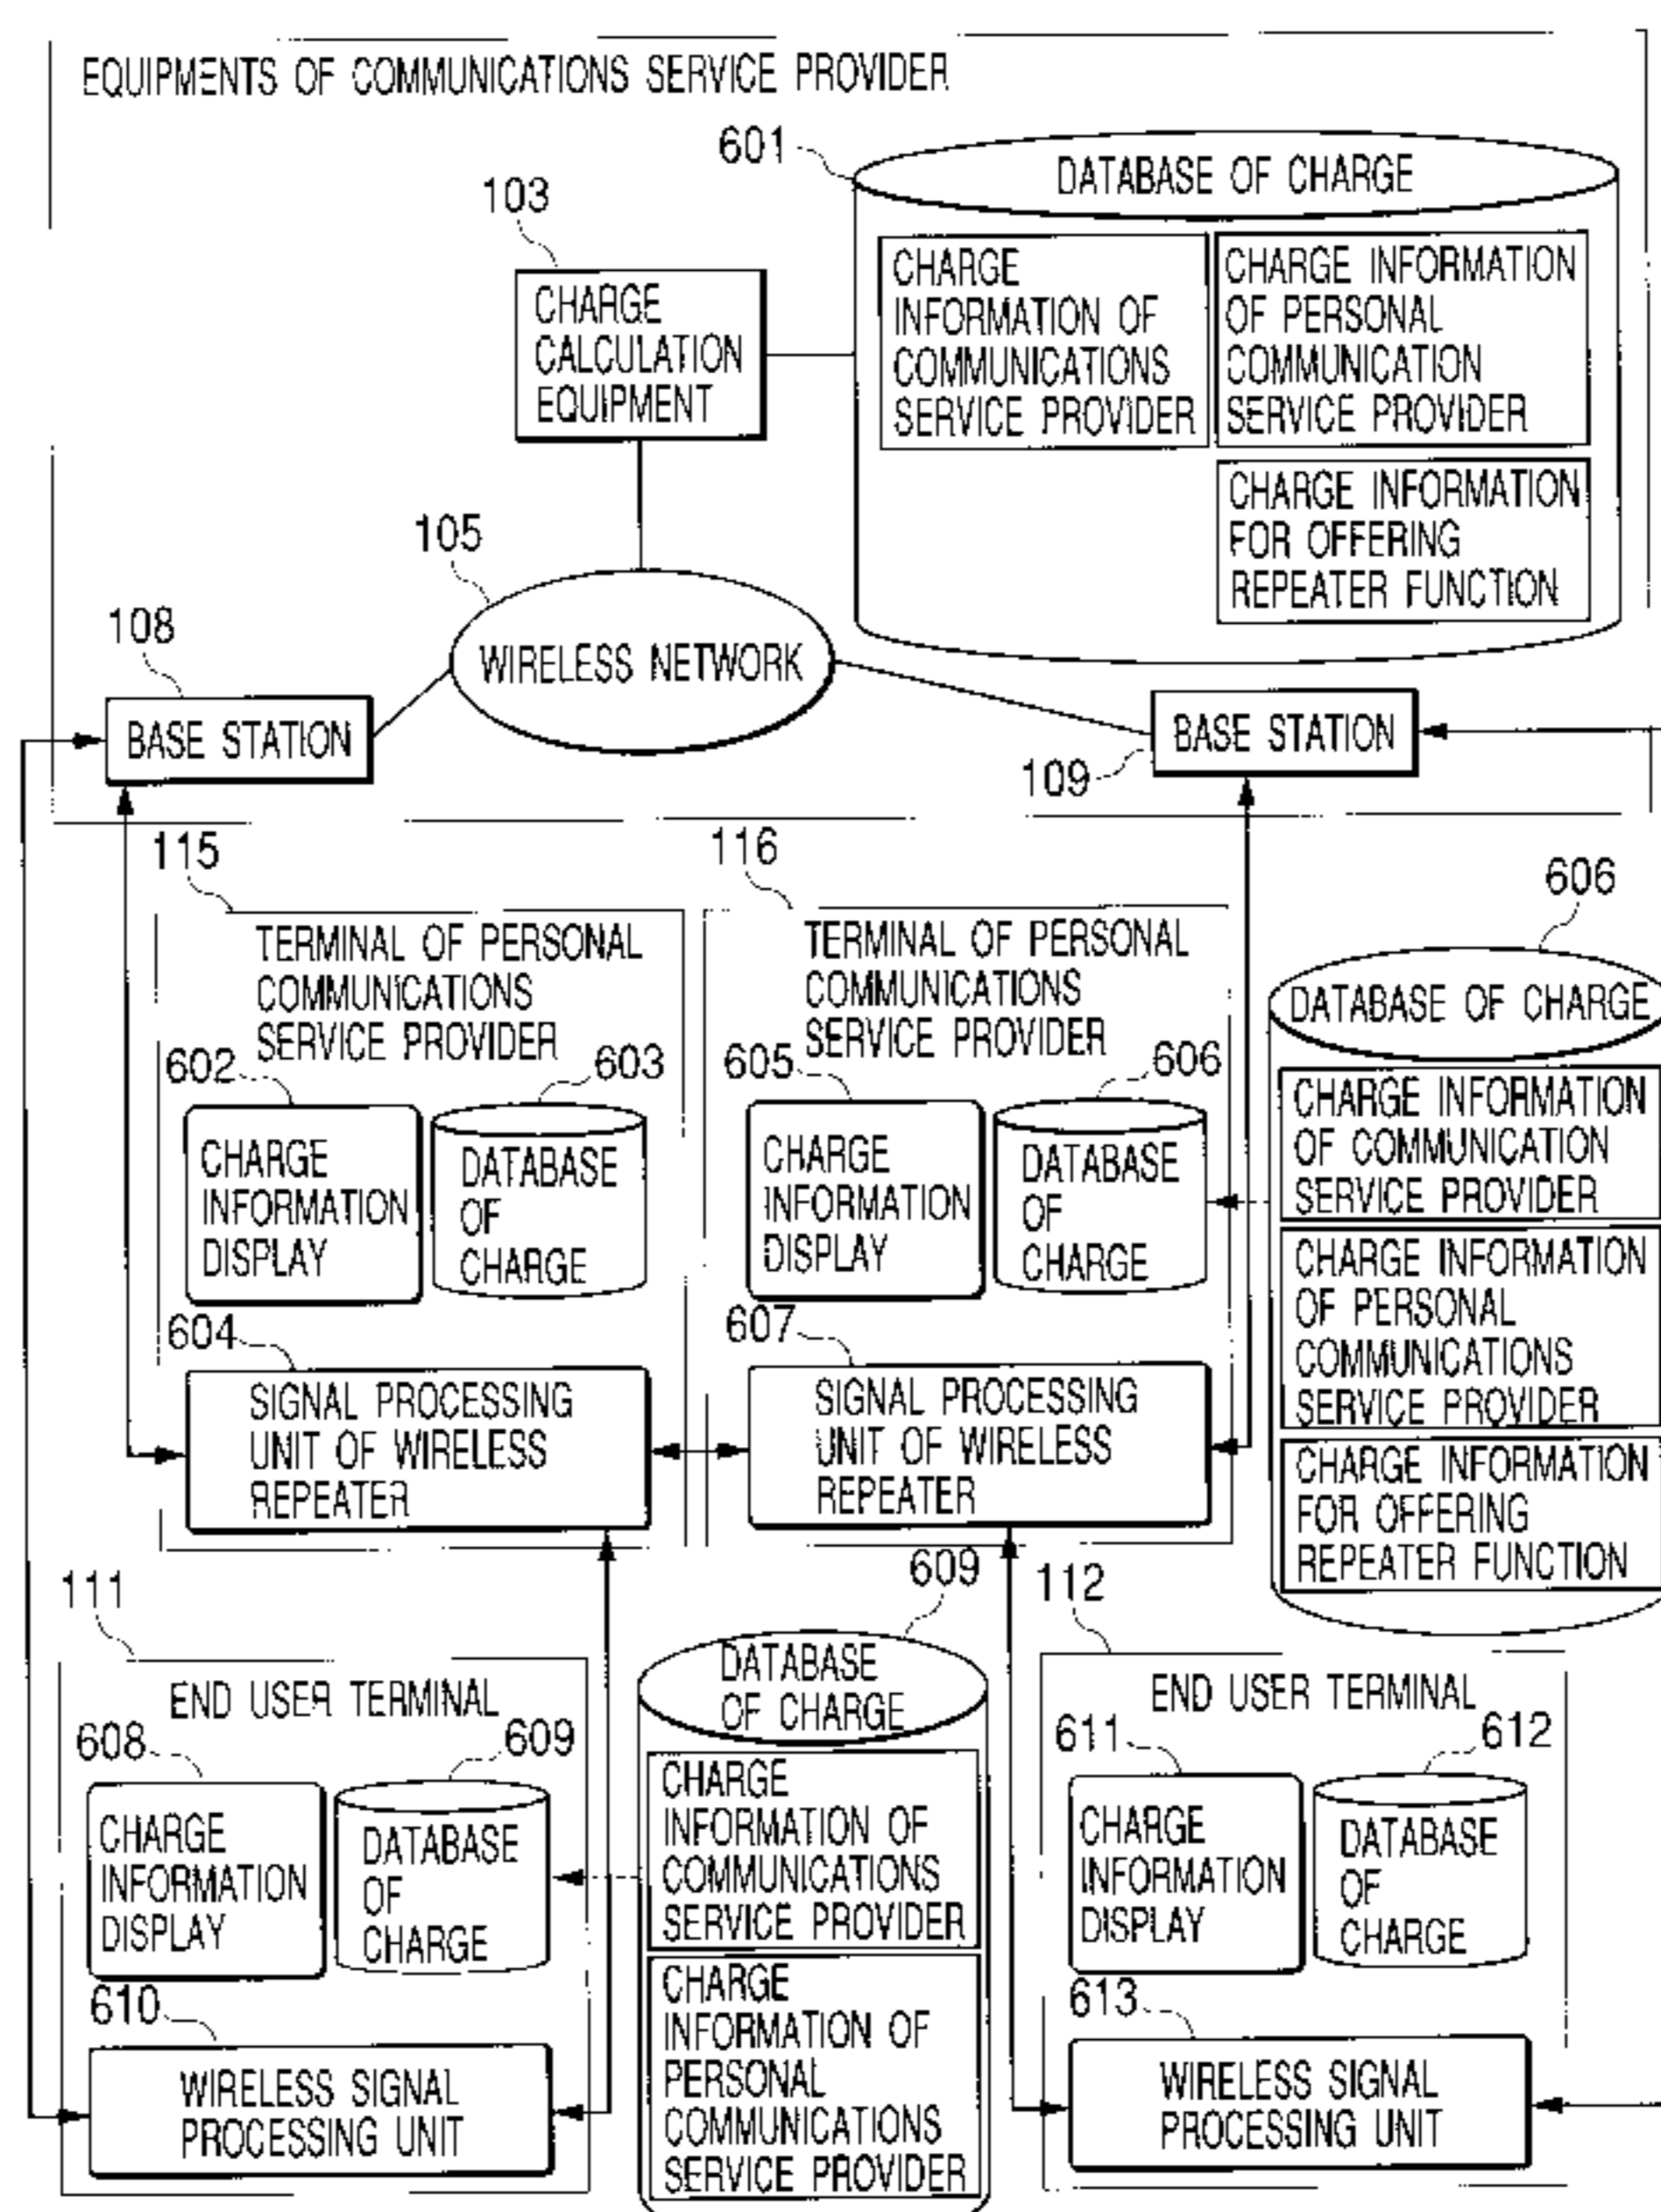 EQUIPMENTS OF COMMUNICATIONS SERVICE PROVIDER
601
DATABASE OF CHARGE
CHARGE
INFORMATION OF
COMMUNICATIONS
SERVICE PROVIDER
CHARGE INFORMATION
OF PERSONAL
COMMUNICATION
SERVICE PROVIDER
CHARGE INFORMATION
FOR OFFERING
REPEATER FUNCTION
103
CHARGE
CALCULATION
EQUIPMENT
105
WIRELESS NETWORK
108
BASE STATION
BASE STATION
109
115
TERMINAL OF PERSONAL
COMMUNICATIONS
SERVICE PROVIDER
602
CHARGE
INFORMATION
DISPLAY
603
DATABASE
OF
CHARGE
604
SIGNAL PROCESSING
UNIT OF WIRELESS
REPEATER
116
TERMINAL OF PERSONAL
COMMUNICATIONS
SERVICE PROVIDER
605
CHARGE
INFORMATION
DISPLAY
606
DATABASE
OF
CHARGE
607
SIGNAL PROCESSING
UNIT OF WIRELESS
REPEATER
606
DATABASE OF CHARGE
CHARGE INFORMATION
OF COMMUNICATION
SERVICE PROVIDER
CHARGE INFORMATION
OF PERSONAL
COMMUNICATIONS
SERVICE PROVIDER
CHARGE INFORMATION
FOR OFFERING
REPEATER FUNCTION
111
END USER TERMINAL
608
CHARGE
INFORMATION
DISPLAY
609
DATABASE
OF
CHARGE
610
WIRELESS SIGNAL
PROCESSING UNIT
609
DATABASE
OF CHARGE
CHARGE
INFORMATION OF
COMMUNICATIONS
SERVICE PROVIDER
CHARGE
INFORMATION OF
PERSONAL
COMMUNICATIONS
SERVICE PROVIDER
112
END USER TERMINAL
611
CHARGE
INFORMATION
DISPLAY
612
DATABASE
OF
CHARGE
613
WIRELESS SIGNAL
PROCESSING UNIT